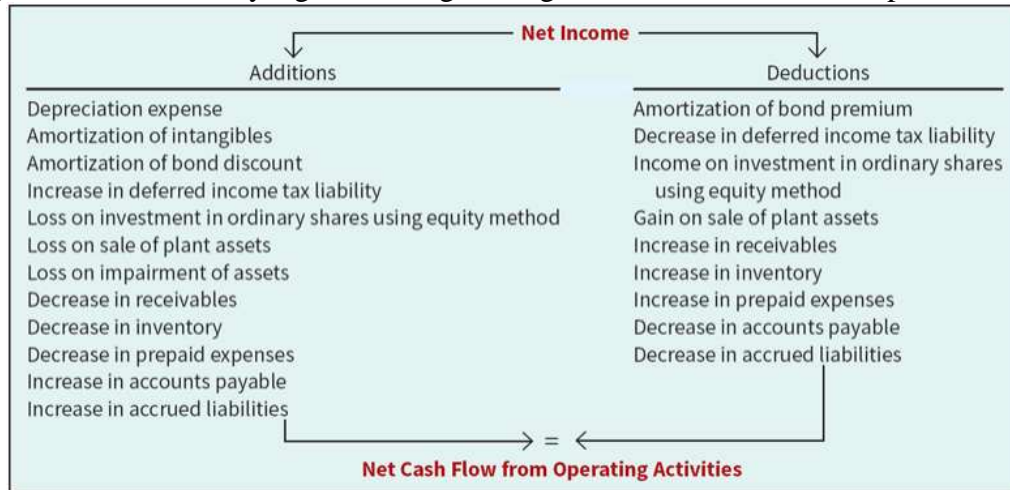 Net Income
Additions
Depreciation expense
Amortization of intangibles
Amortization of bond discount
Increase in deferred income tax liability
Loss on investment in ordinary shares using equity method
Loss on sale of plant assets
Loss on impairment of assets
Decrease in receivables
Decrease in inventory
Decrease in prepaid expenses
Increase in accounts payable
Increase in accrued liabilities
Deductions
Amortization of bond premium
Decrease in deferred income tax liability
Income on investment in ordinary shares
using equity method
Gain on sale of plant assets
Increase in receivables
Increase in inventory
Increase in prepaid expenses
Decrease in accounts payable
Decrease in accrued liabilities
=
Net Cash Flow from Operating Activities